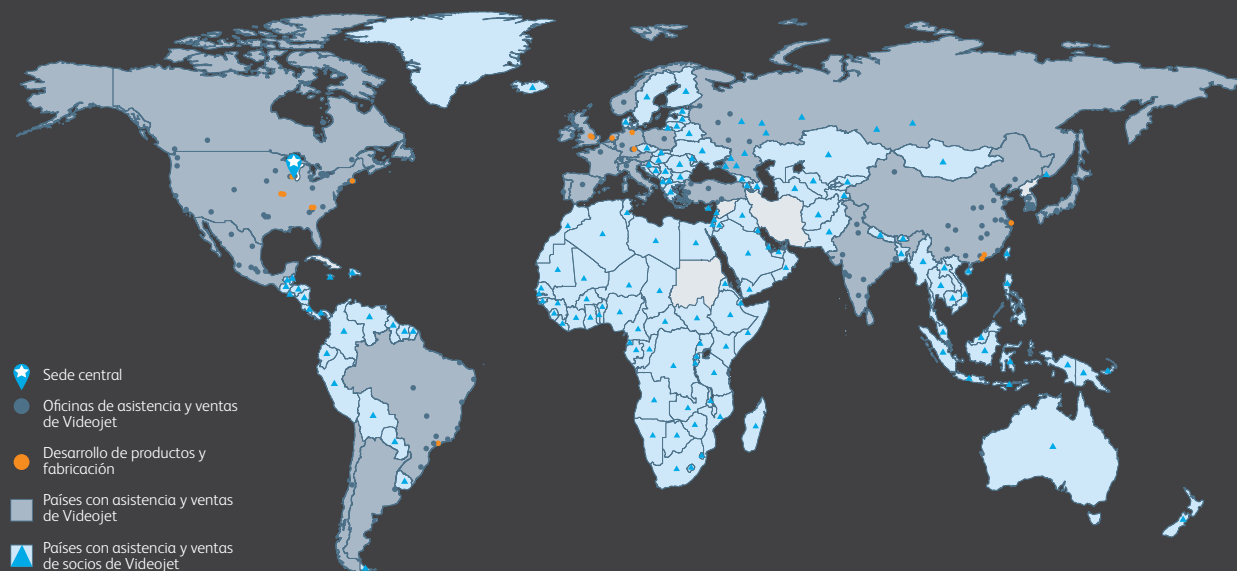 Sede central
Oficinas de asistencia y ventas
de Videojet
Desarrollo de productos y
fabricación
Países con asistencia y ventas
de Videojet
Países con asistencia y ventas
de socios de Videojet